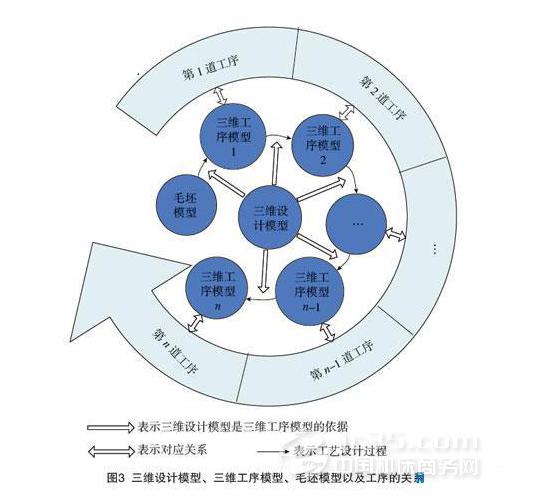 第1道工序
第2道工序
…
第n-1道工序
第n道工序
三维工
序模型
1
三维工
序模型
2
…
三维工
序模型
n-1
三维工
序模型
n
毛坯
模型
三维设
计模型
表示三维设计模型是三维工序模型的依据
表示对应关系
表示工艺设计过程
图3 三维设计模型、三维工序模型、毛坯模型以及工序的关系